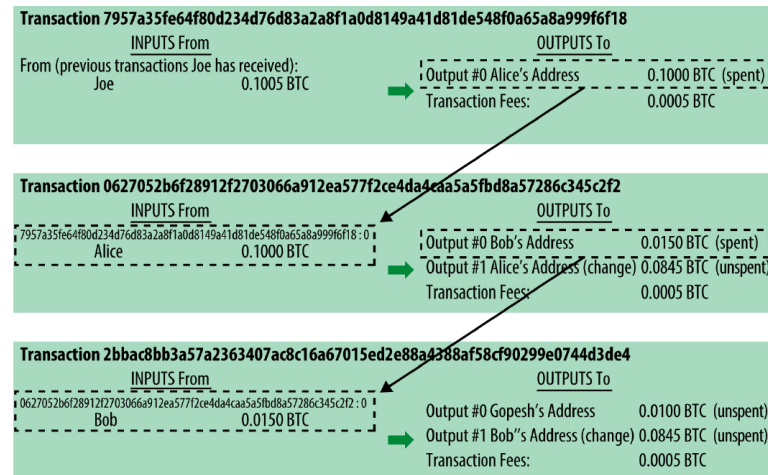 Transaction 7957a35fe64f80d234d76d83a2a8f1a0d8149a41d81de548f0a65a8a999f6f18
INPUTS From OUTPUTS To
From (previous transactions Joe has received):
Joe 0.1005 BTC
Output #0 Alice's Address 0.1000 BTC (spent)
Transaction Fees: 0.0005 BTC
Transaction 0627052b6f28912f2703066a912ea577f2ce4da4caa5a5fbd8a57286c345c2f2
INPUTS From OUTPUTS To
7957a35fe64f80d234d76d83a2a8f1a0d8149a41d81de548f0a65a8a999f6f18 : 0
Alice 0.1000 BTC
Output #0 Bob's Address 0.0150 BTC (spent)
Output #1 Alice's Address (change) 0.0845 BTC (unspent)
Transaction Fees: 0.0005 BTC
Transaction 2bbac8bb3a57a2363407ac8c16a67015ed2e88a4388af58cf90299e0744d3de4
INPUTS From OUTPUTS To
0627052b6f28912f2703066a912ea577f2ce4da4caa5a5fbd8a57286c345c2f2 : 0
Bob 0.0150 BTC
Output #0 Gopesh's Address 0.0100 BTC (unspent)
Output #1 Bob"s Address (change) 0.0845 BTC (unspent)
Transaction Fees: 0.0005 BTC